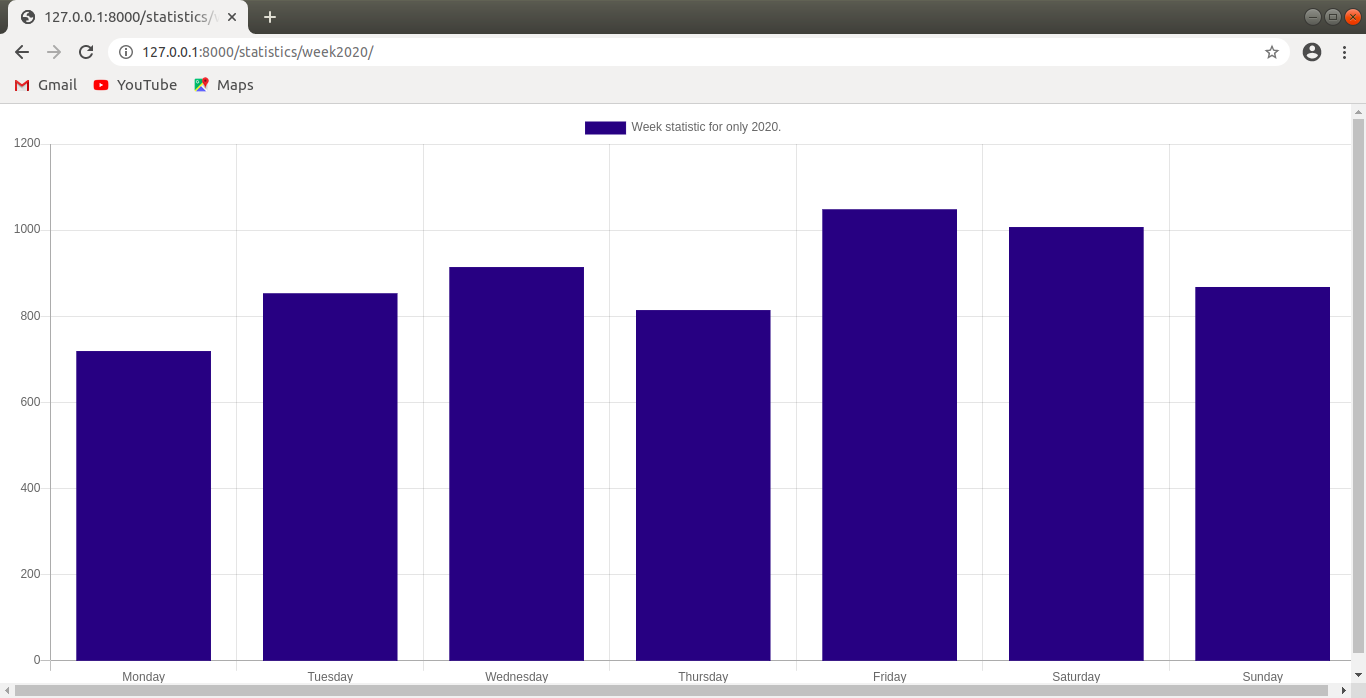 127.0.0.1:8000/statistics/
127.0.0.1:8000/statistics/week2020/
Gmail YouTube Maps
Week statistic for only 2020.
1200
1000
800
600
400
200
0
Monday Tuesday Wednesday Thursday Friday Saturday Sunday